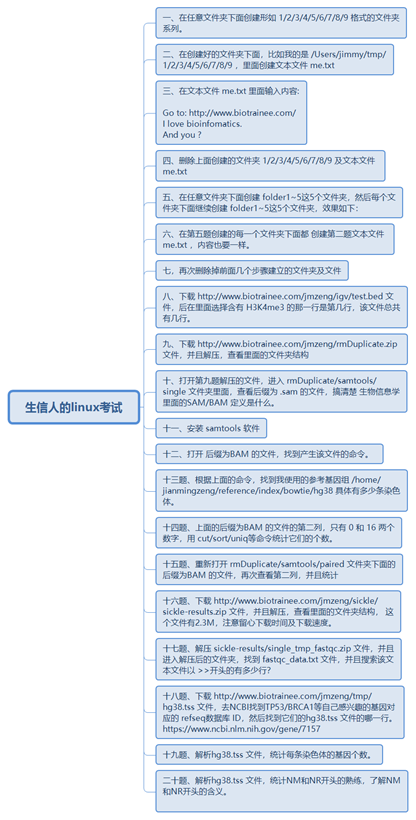 生信人的linux考试
一、在任意文件夹下面创建形如 1/2/3/4/5/6/7/8/9 格式的文件夹
系列。
二、在创建好的文件夹下面，比如我的是 /Users/jimmy/tmp/
1/2/3/4/5/6/7/8/9 ，里面创建文本文件 me.txt
三、在文本文件 me.txt 里面输入内容:
Go to: http://www.biotrainee.com/
I love bioinfomatics.
And you ?
四、删除上面创建的文件夹 1/2/3/4/5/6/7/8/9 及文本文件
me.txt
五、在任意文件夹下面创建 folder1~5这5个文件夹，然后每个文
件夹下面继续创建 folder1~5这5个文件夹，效果如下：
六、在第五题创建的每一个文件夹下面都 创建第二题文本文件
me.txt ，内容也要一样。
七、再次删除掉前面几个步骤建立的文件夹及文件
八、下载 http://www.biotrainee.com/jmzeng/igv/test.bed 文
件，后在里面选择含有 H3K4me3 的那一行是第几行，该文件总共
有几行。
九、下载 http://www.biotrainee.com/jmzeng/rmDuplicate.zip
文件，并且解压，查看里面的文件夹结构
十、打开第九题解压的文件，进入 rmDuplicate/samtools/
single 文件夹里面，查看后缀为 .sam 的文件，搞清楚 生物信息学
里面的SAM/BAM 定义是什么。
十一、安装 samtools 软件
十二、打开 后缀为BAM 的文件，找到产生该文件的命令。
十三题、根据上面的命令，找到我使用的参考基因组 /home/
jianmingzeng/reference/index/bowtie/hg38 具体有多少条染色
体。
十四题、上面的后缀为BAM 的文件的第二列，只有 0 和 16 两个
数字，用 cut/sort/uniq等命令统计它们的个数。
十五题、重新打开 rmDuplicate/samtools/paired 文件夹下面的
后缀为BAM 的文件，再次查看第二列，并且统计
十六题、下载 http://www.biotrainee.com/jmzeng/sickle/
sickle-results.zip 文件，并且解压，查看里面的文件夹结构， 这
个文件有2.3M，注意留心下载时间及下载速度。
十七题、解压 sickle-results/single_tmp_fastqc.zip 文件，并且
进入解压后的文件夹，找到 fastqc_data.txt 文件，并且搜索该文
本文件以 >>开头的有多少行?
十八题、下载 http://www.biotrainee.com/jmzeng/tmp/
hg38.tss 文件，去NCBI找到TP53/BRCA1等自己感兴趣的基因对
应的 refseq数据库 ID，然后找到它们的hg38.tss 文件的哪一行。
https://www.ncbi.nlm.nih.gov/gene/7157
十九题、解析hg38.tss 文件，统计每条染色体的基因个数。
二十题、解析hg38.tss 文件，统计NM和NR开头的熟练，了解NM
和NR开头的含义。